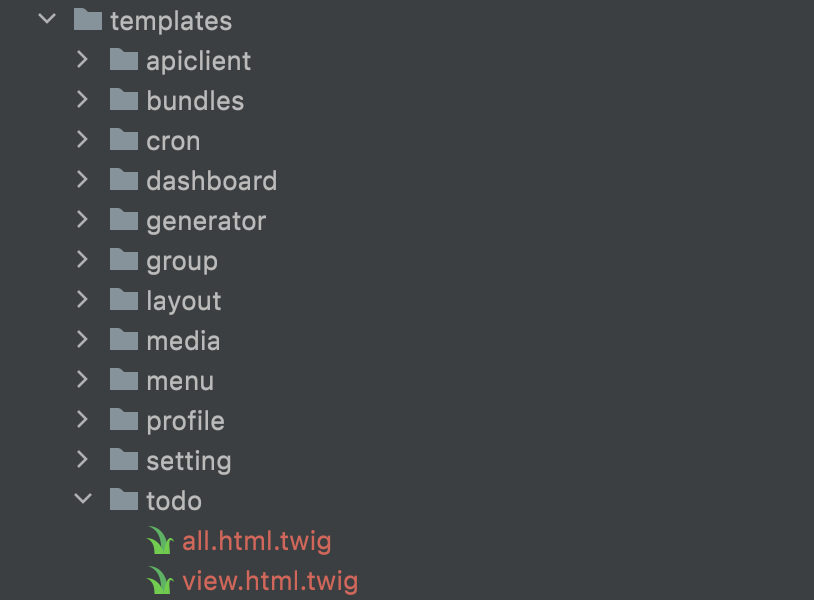 templates
apiclient
bundles
cron
dashboard
generator
group
layout
media
menu
profile
setting
todo
all.html.twig
view.html.twig